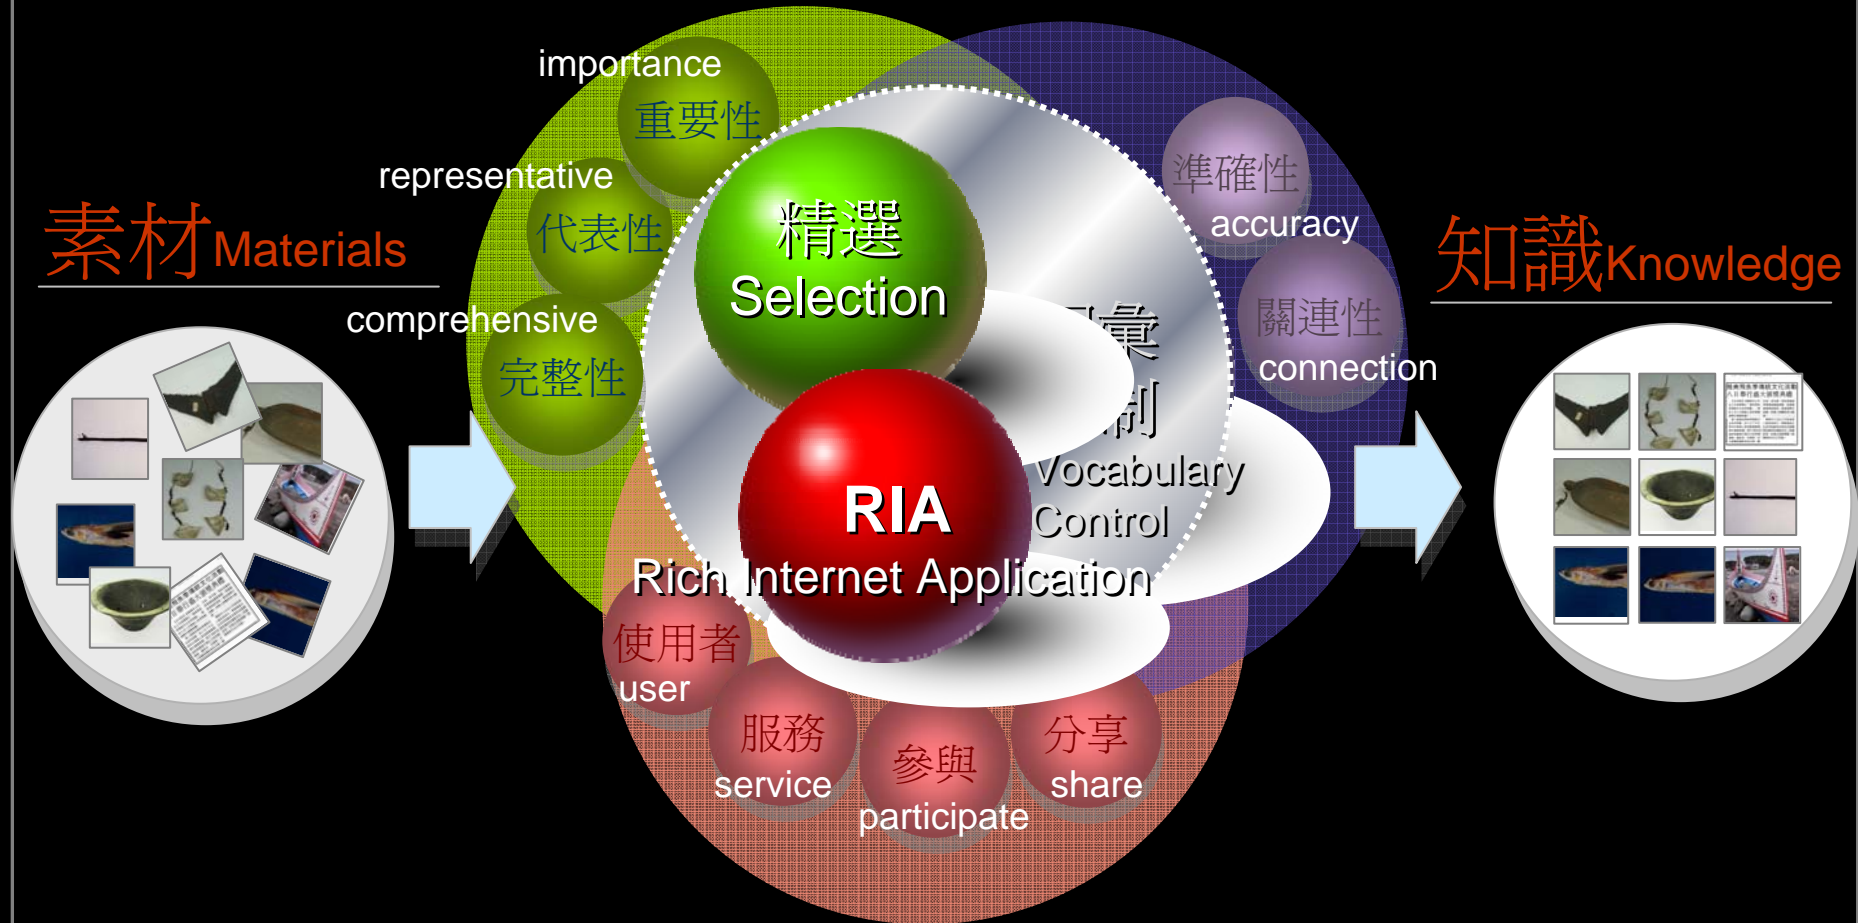 素材Materials
importance
重要性
representative
代表性
comprehensive
完整性
精選
Selection
彙
制
Vocabulary
Control
RIA
Rich Internet Application
準確性
accuracy
關連性
connection
使用者
user
服務
service
參與
participate
分享
share
知識Knowledge